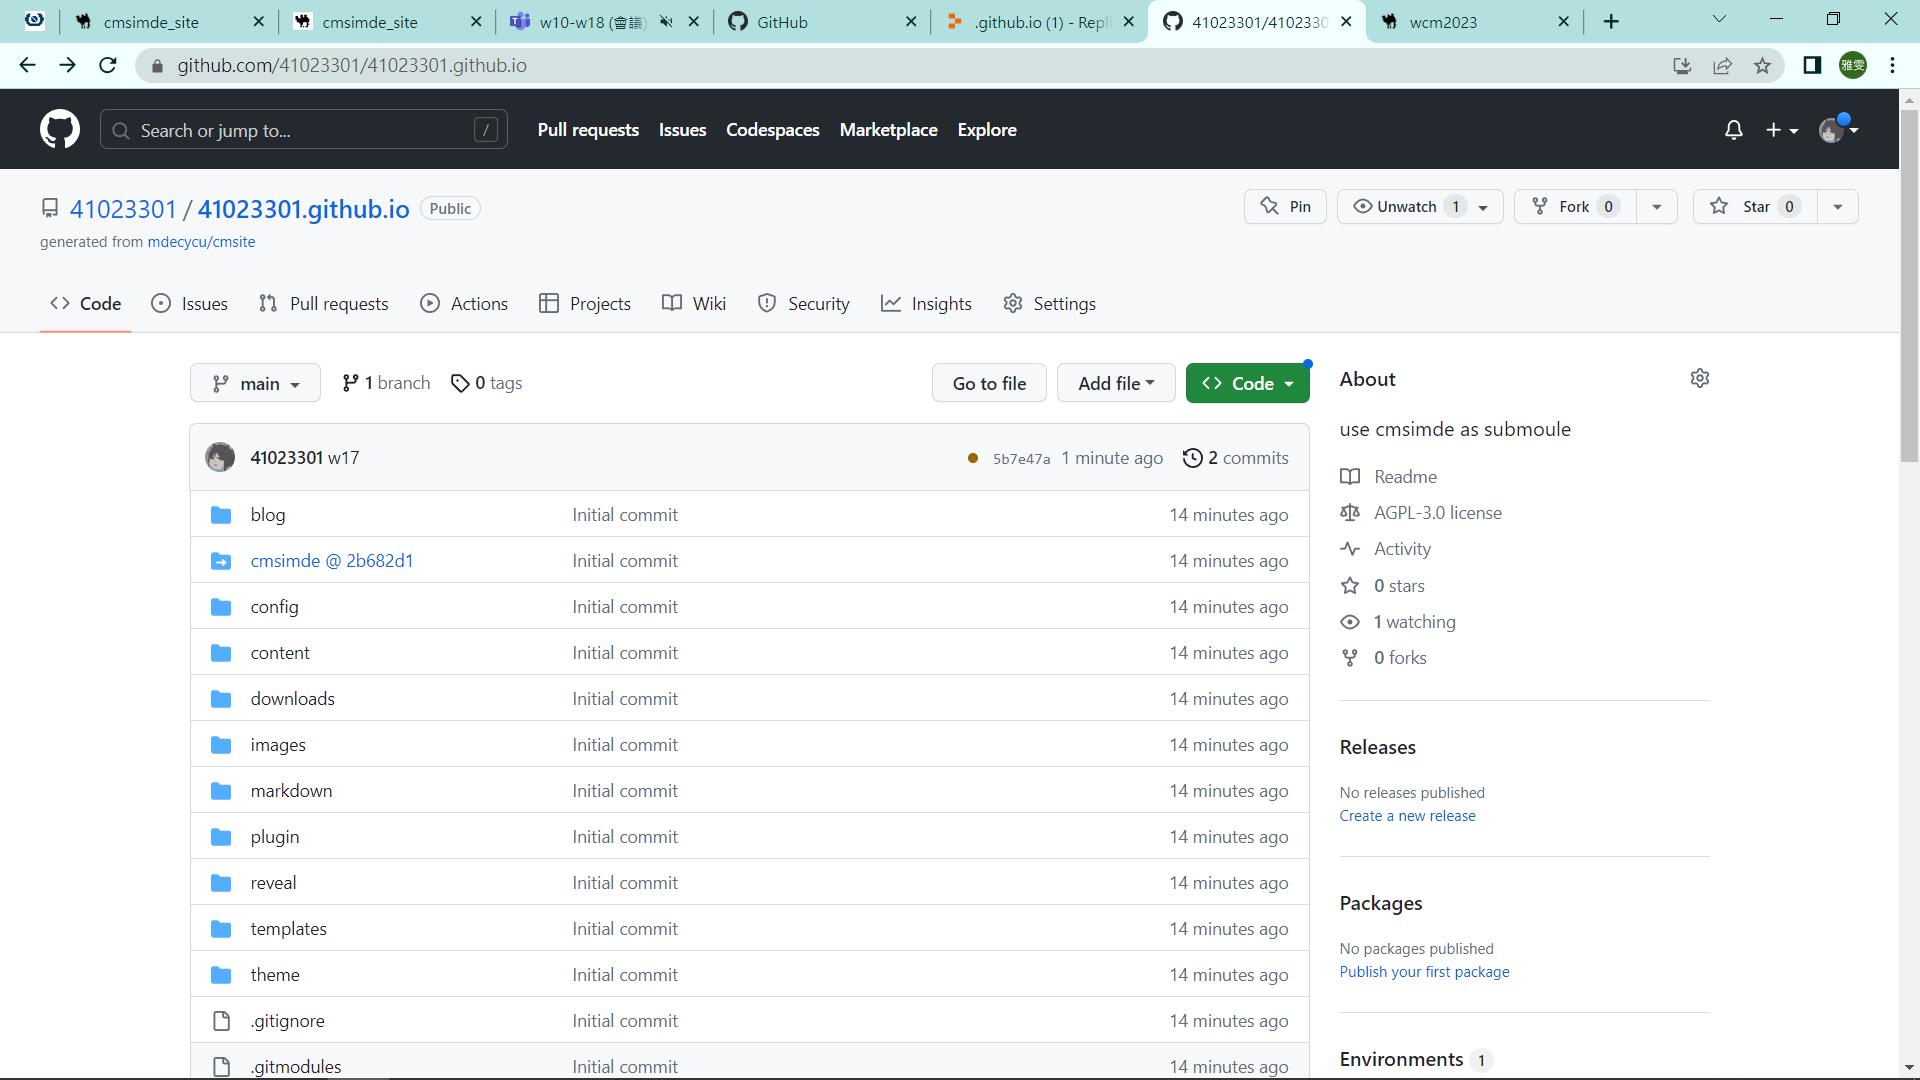 cmsimde_site
cmsimde_site
w10-w18 (會議)
GitHub
.github.io (1) - Repli
41023301/4102330
wcm2023
github.com/41023301/41023301.github.io
雅雯
Search or jump to...
/
Pull requests
Issues
Codespaces
Marketplace
Explore
41023301 / 41023301.github.io
Public
Pin
Unwatch 1
Fork 0
Star 0
generated from mdecycu/cmsite
Code
Issues
Pull requests
Actions
Projects
Wiki
Security
Insights
Settings
main
1 branch
0 tags
Go to file
Add file
Code
41023301 w17
5b7e47a 1 minute ago
2 commits
blog Initial commit 14 minutes ago
cmsimde @ 2b682d1 Initial commit 14 minutes ago
config Initial commit 14 minutes ago
content Initial commit 14 minutes ago
downloads Initial commit 14 minutes ago
images Initial commit 14 minutes ago
markdown Initial commit 14 minutes ago
plugin Initial commit 14 minutes ago
reveal Initial commit 14 minutes ago
templates Initial commit 14 minutes ago
theme Initial commit 14 minutes ago
.gitignore Initial commit 14 minutes ago
.gitmodules Initial commit 14 minutes ago
About
use cmsimde as submoule
Readme
AGPL-3.0 license
Activity
0 stars
1 watching
0 forks
Releases
No releases published
Create a new release
Packages
No packages published
Publish your first package
Environments 1